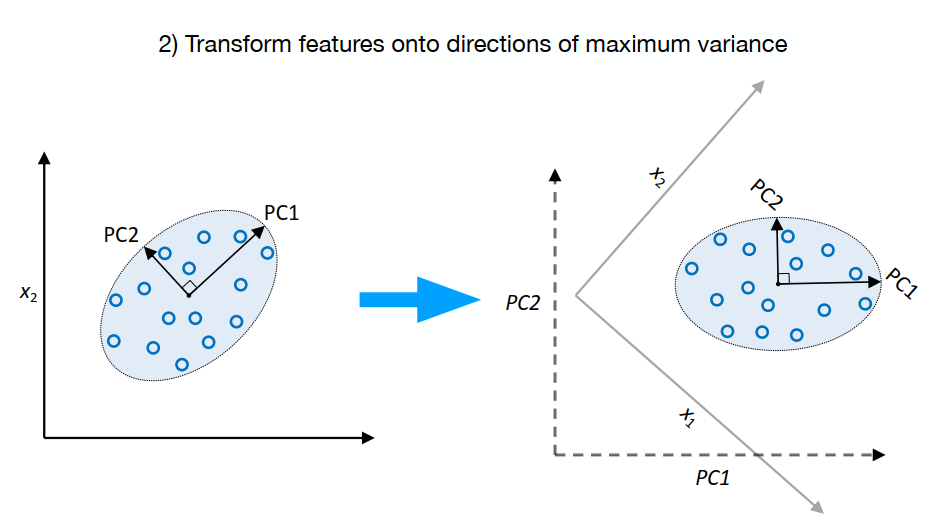 2) Transform features onto directions of maximum variance
PC2
PC1
x₂
x₂
PC2
PC1
PC2
x₁
PC1